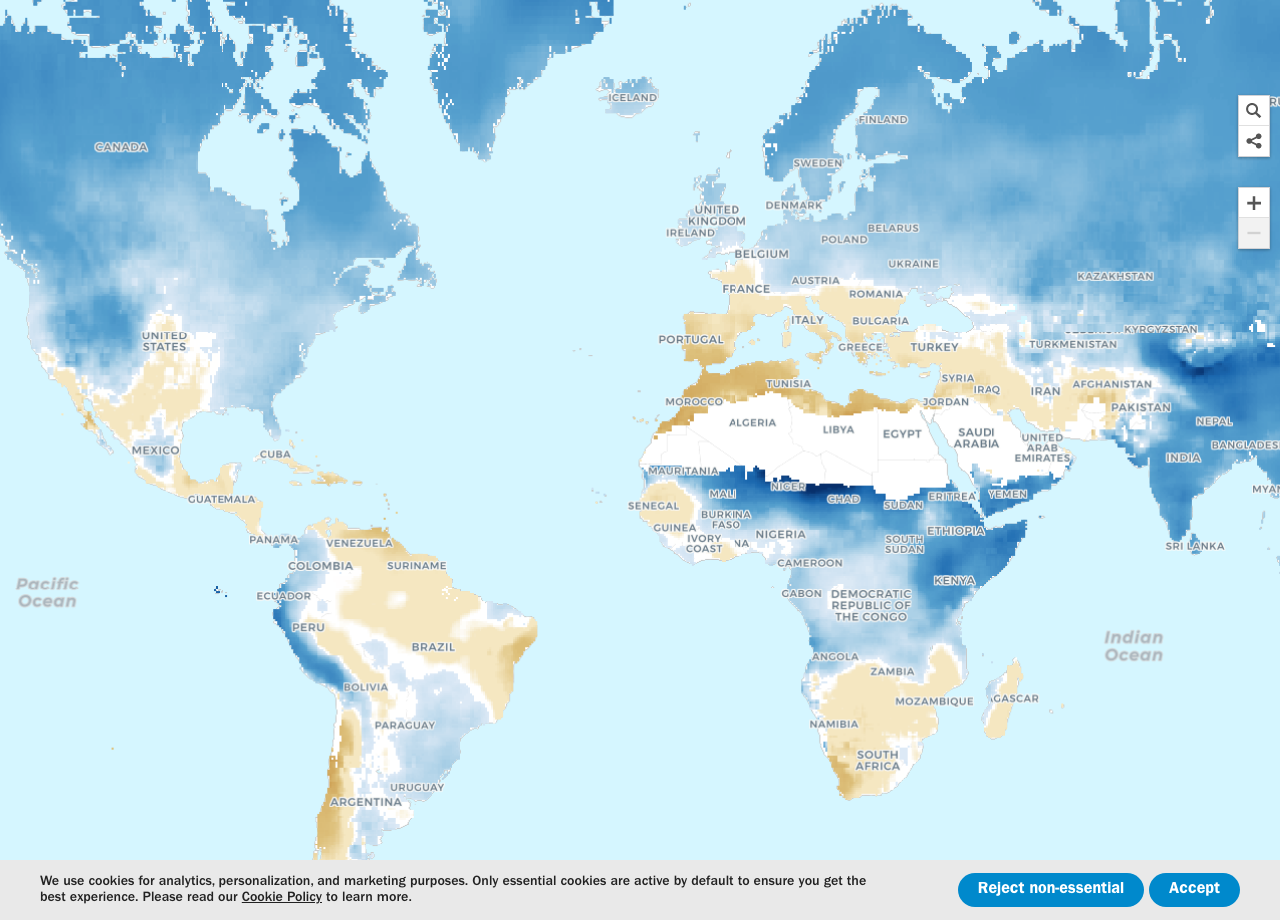 CANADA
ICELAND
FINLAND
SWEDEN
UNITED
KINGDOM
DENMARK
IRELAND
BELARUS
POLAND
BELGIUM
UKRAINE
AUSTRIA
KAZAKHSTAN
FRANCE
ROMANIA
ITALY
BULGARIA
KYRGYZSTAN
UNITED
STATES
PORTUGAL
GREECE
TURKEY
TURKMENISTAN
TUNISIA
SYRIA
IRAQ
IRAN
AFGHANISTAN
MOROCCO
JORDAN
PAKISTAN
ALGERIA
LIBYA
EGYPT
SAUDI
ARABIA
NEPAL
UNITED
ARAB
EMIRATES
INDIA
BANGLADESH
MEXICO
CUBA
MAURITANIA
NIGER
CHAD
MALI
ERITREA
YEMEN
MYAN
GUATEMALA
SENEGAL
SUDAN
BURKINA
FASO
GUINEA
IVORY
COAST
NA
NIGERIA
ETHIOPIA
SOUTH
SUDAN
SRI LANKA
PANAMA
VENEZUELA
COLOMBIA
SURINAME
CAMEROON
KENYA
Pacific
Ocean
ECUADOR
GABON
DEMOCRATIC
REPUBLIC OF
THE CONGO
PERU
BRAZIL
Indian
Ocean
ANGOLA
ZAMBIA
BOLIVIA
MOZAMBIQUE
GASCAR
PARAGUAY
NAMIBIA
SOUTH
AFRICA
URUGUAY
ARGENTINA
We use cookies for analytics, personalization, and marketing purposes. Only essential cookies are active by default to ensure you get the
best experience. Please read our Cookie Policy to learn more.
Reject non-essential
Accept